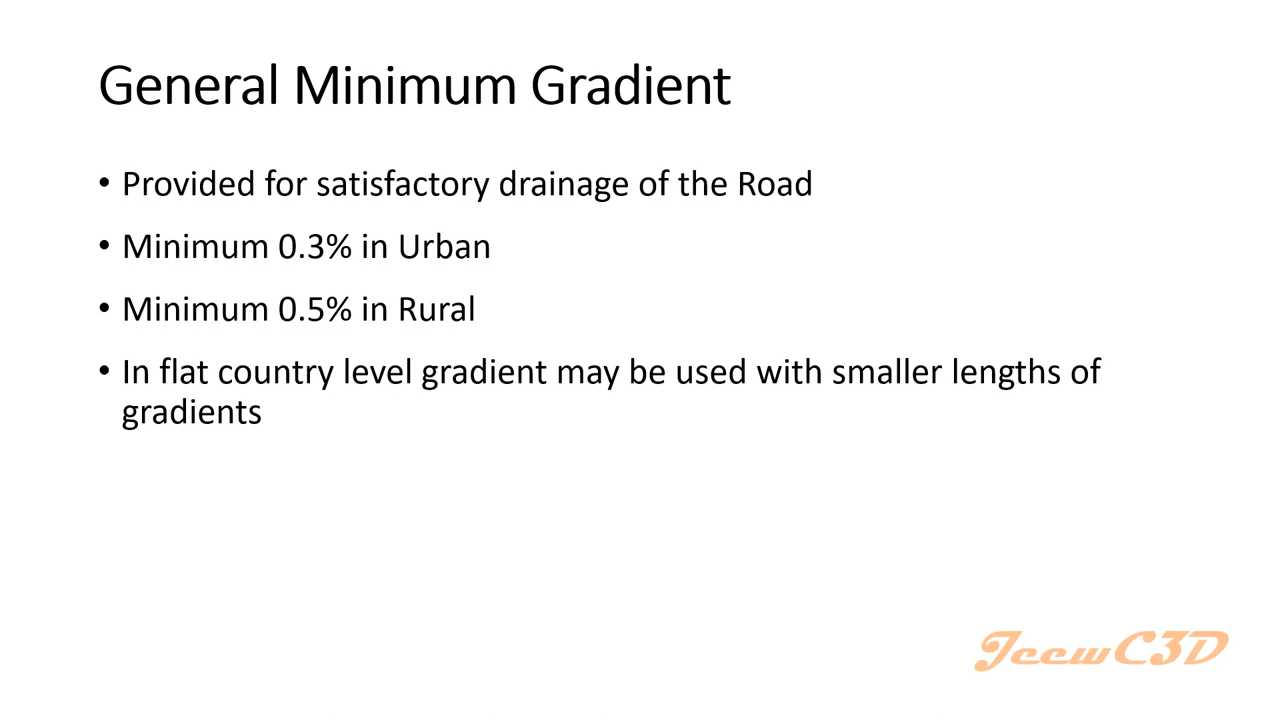 General Minimum Gradient
• Provided for satisfactory drainage of the Road
• Minimum 0.3% in Urban
• Minimum 0.5% in Rural
• In flat country level gradient may be used with smaller lengths of
gradients
JeewC3D